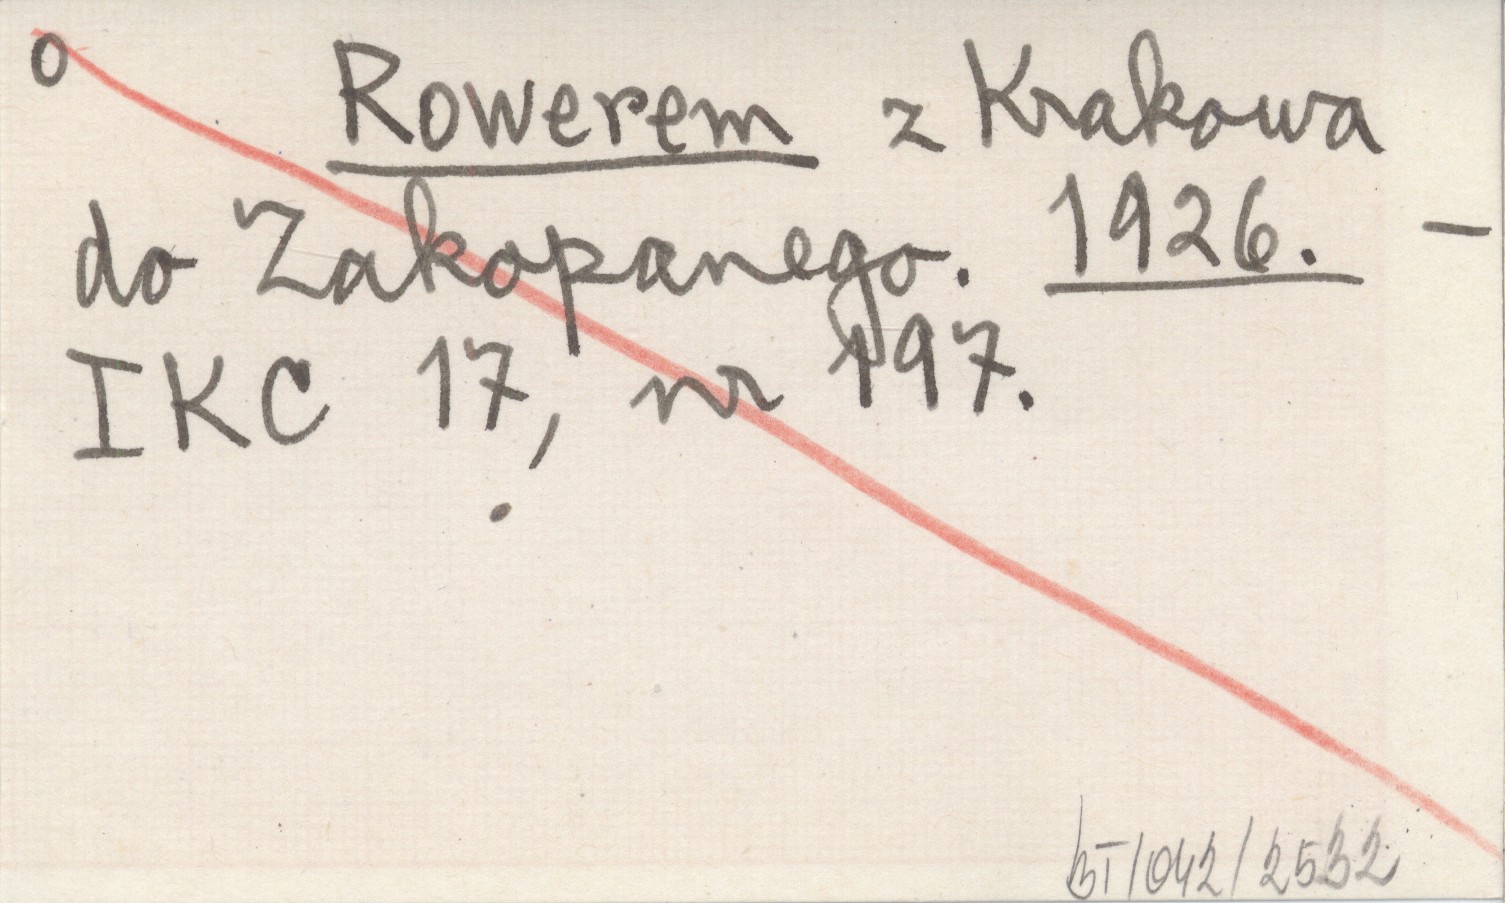 o Rowerem z Krakowa
do Zakopanego. 1926. —
IKC 17, nr 197.
BT/042/2532